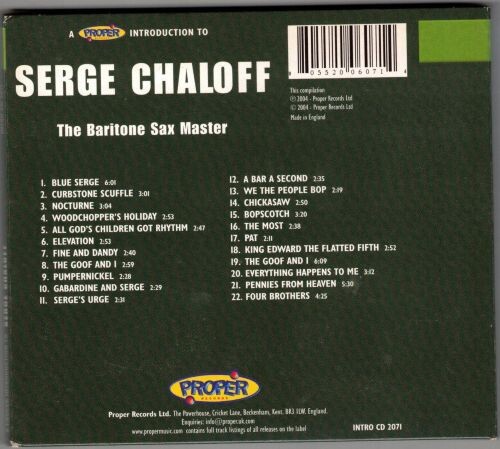 A PROPER INTRODUCTION TO
SERGE CHALOFF
The Baritone Sax Master
05520 06071 4
This compilation
℗ 2004 - Proper Records Ltd
© 2004 - Proper Records Ltd
Made in England
1. BLUE SERGE 6:01
2. CURBSTONE SCUFFLE 3:01
3. NOCTURNE 3:04
4. WOODCHOPPER'S HOLIDAY 2:53
5. ALL GOD'S CHILDREN GOT RHYTHM 2:47
6. ELEVATION 2:53
7. FINE AND DANDY 2:40
8. THE GOOF AND I 2:59
9. PUMPERNICKEL 2:28
10. GABARDINE AND SERGE 2:29
11. SERGE'S URGE 2:31
12. A BAR A SECOND 2:35
13. WE THE PEOPLE BOP 2:19
14. CHICKASAW 2:50
15. BOPSCOTCH 3:20
16. THE MOST 2:38
17. PAT 2:11
18. KING EDWARD THE FLATTED FIFTH 2:52
19. THE GOOF AND I 6:09
20. EVERYTHING HAPPENS TO ME 3:12
21. PENNIES FROM HEAVEN 5:30
22. FOUR BROTHERS 4:25
PROPER
RECORDS
Proper Records Ltd. The Powerhouse, Cricket Lane, Beckenham, Kent. BR3 1LW. England.
Enquiries: info@proper.uk.com
www.propermusic.com contains full track listings of all releases on the label
INTRO CD 2071